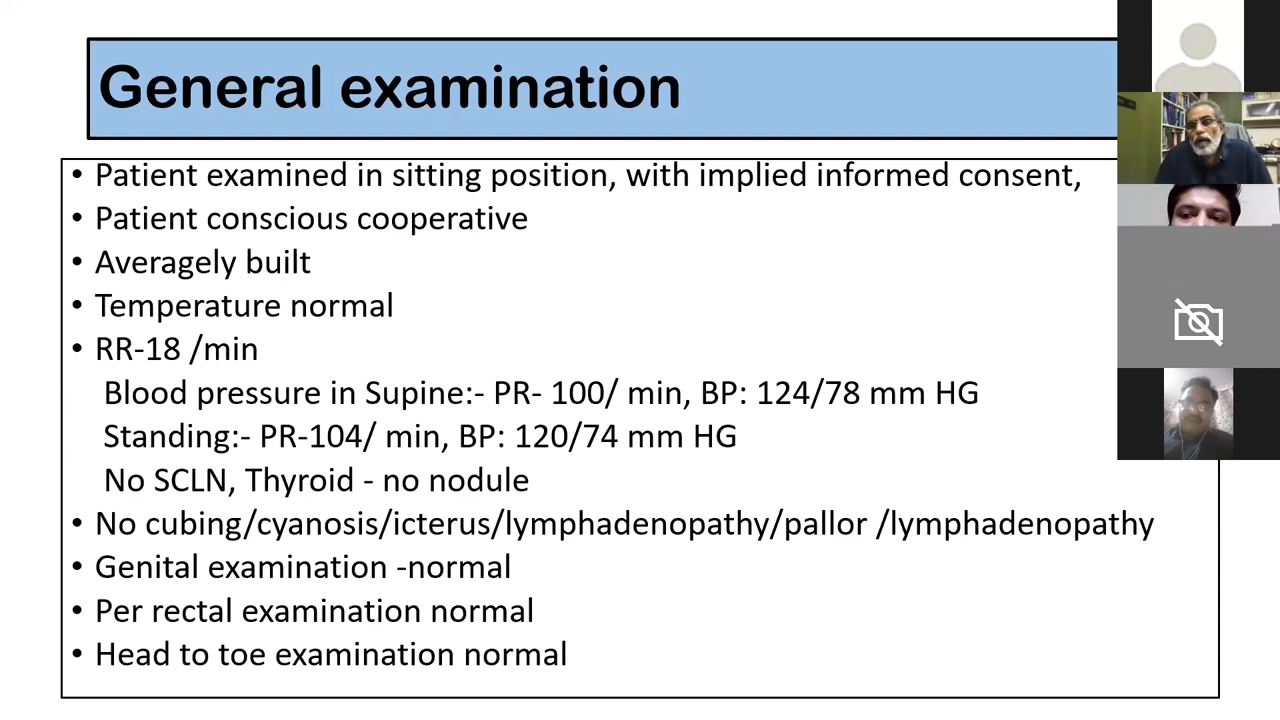 General examination
• Patient examined in sitting position, with implied informed consent,
• Patient conscious cooperative
• Averagely built
• Temperature normal
• RR-18 /min
Blood pressure in Supine:- PR- 100/ min, BP: 124/78 mm HG
Standing:- PR-104/ min, BP: 120/74 mm HG
No SCLN, Thyroid - no nodule
• No cubing/cyanosis/icterus/lymphadenopathy/pallor /lymphadenopathy
• Genital examination -normal
• Per rectal examination normal
• Head to toe examination normal